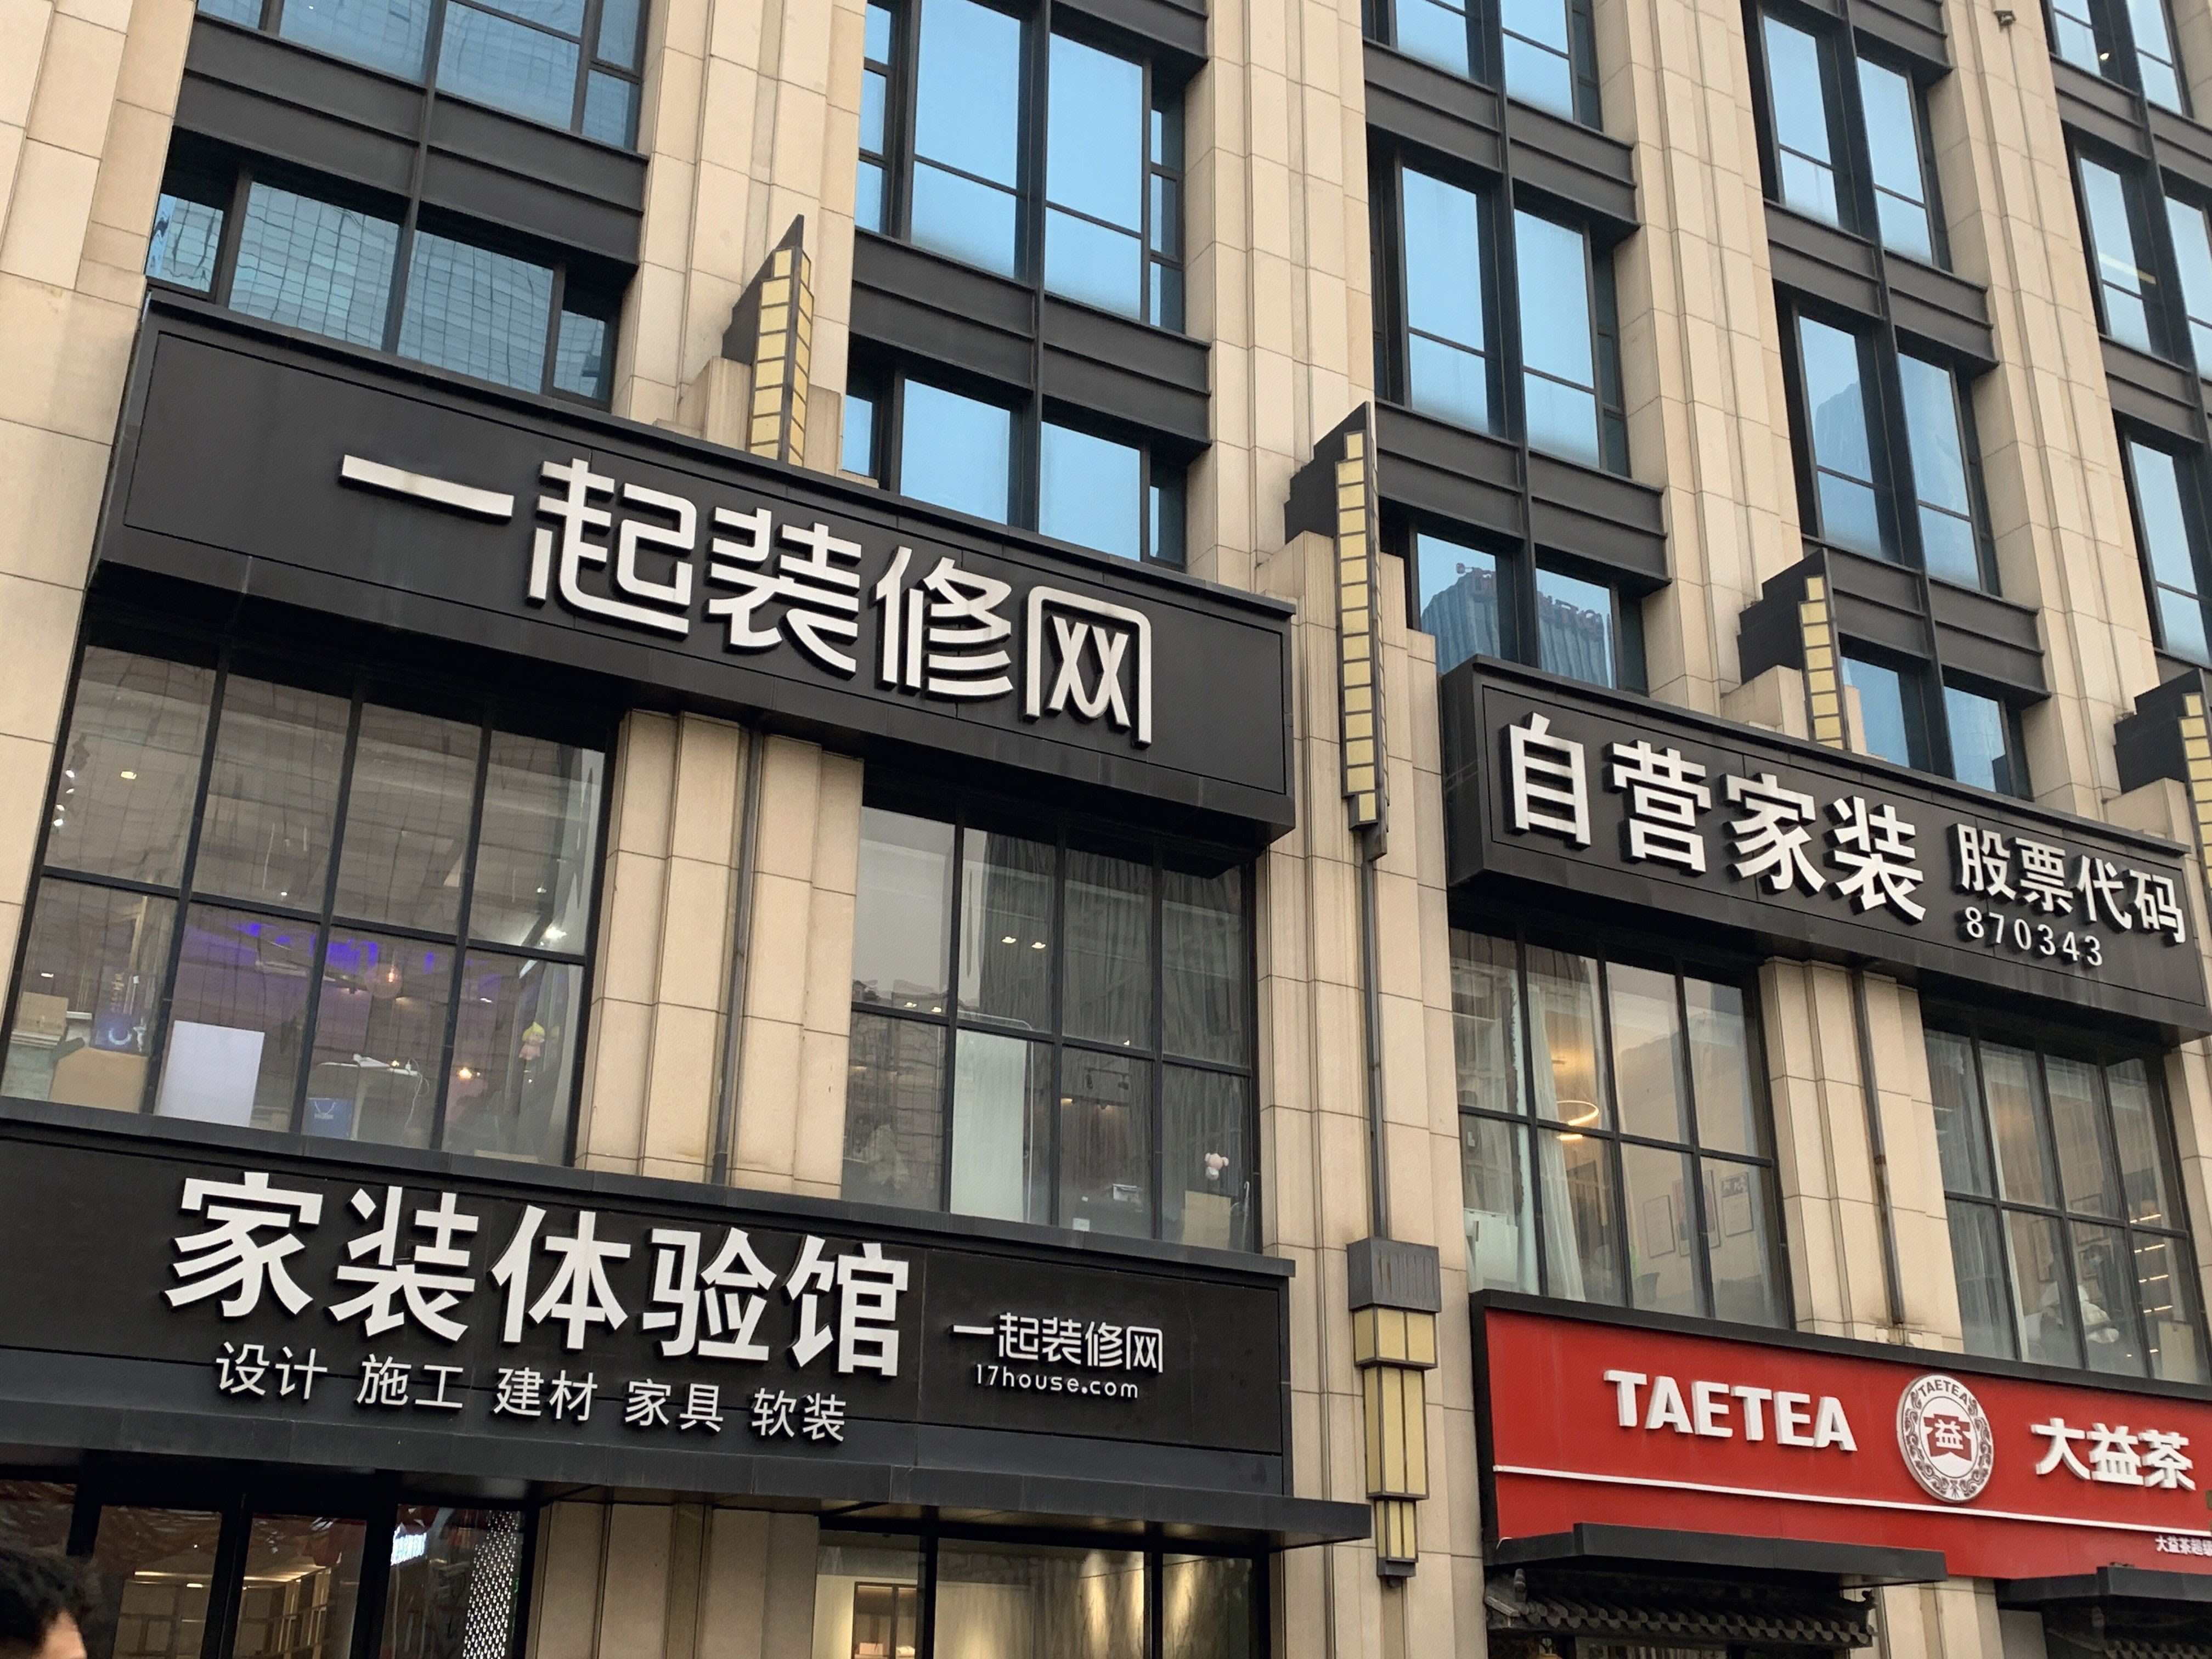 一起装修网
自营家装
股票代码
870343
家装体验馆
设计 施工 建材 家具 软装
一起装修网
17house.com
TAETEA
TAETEA
益
大益茶